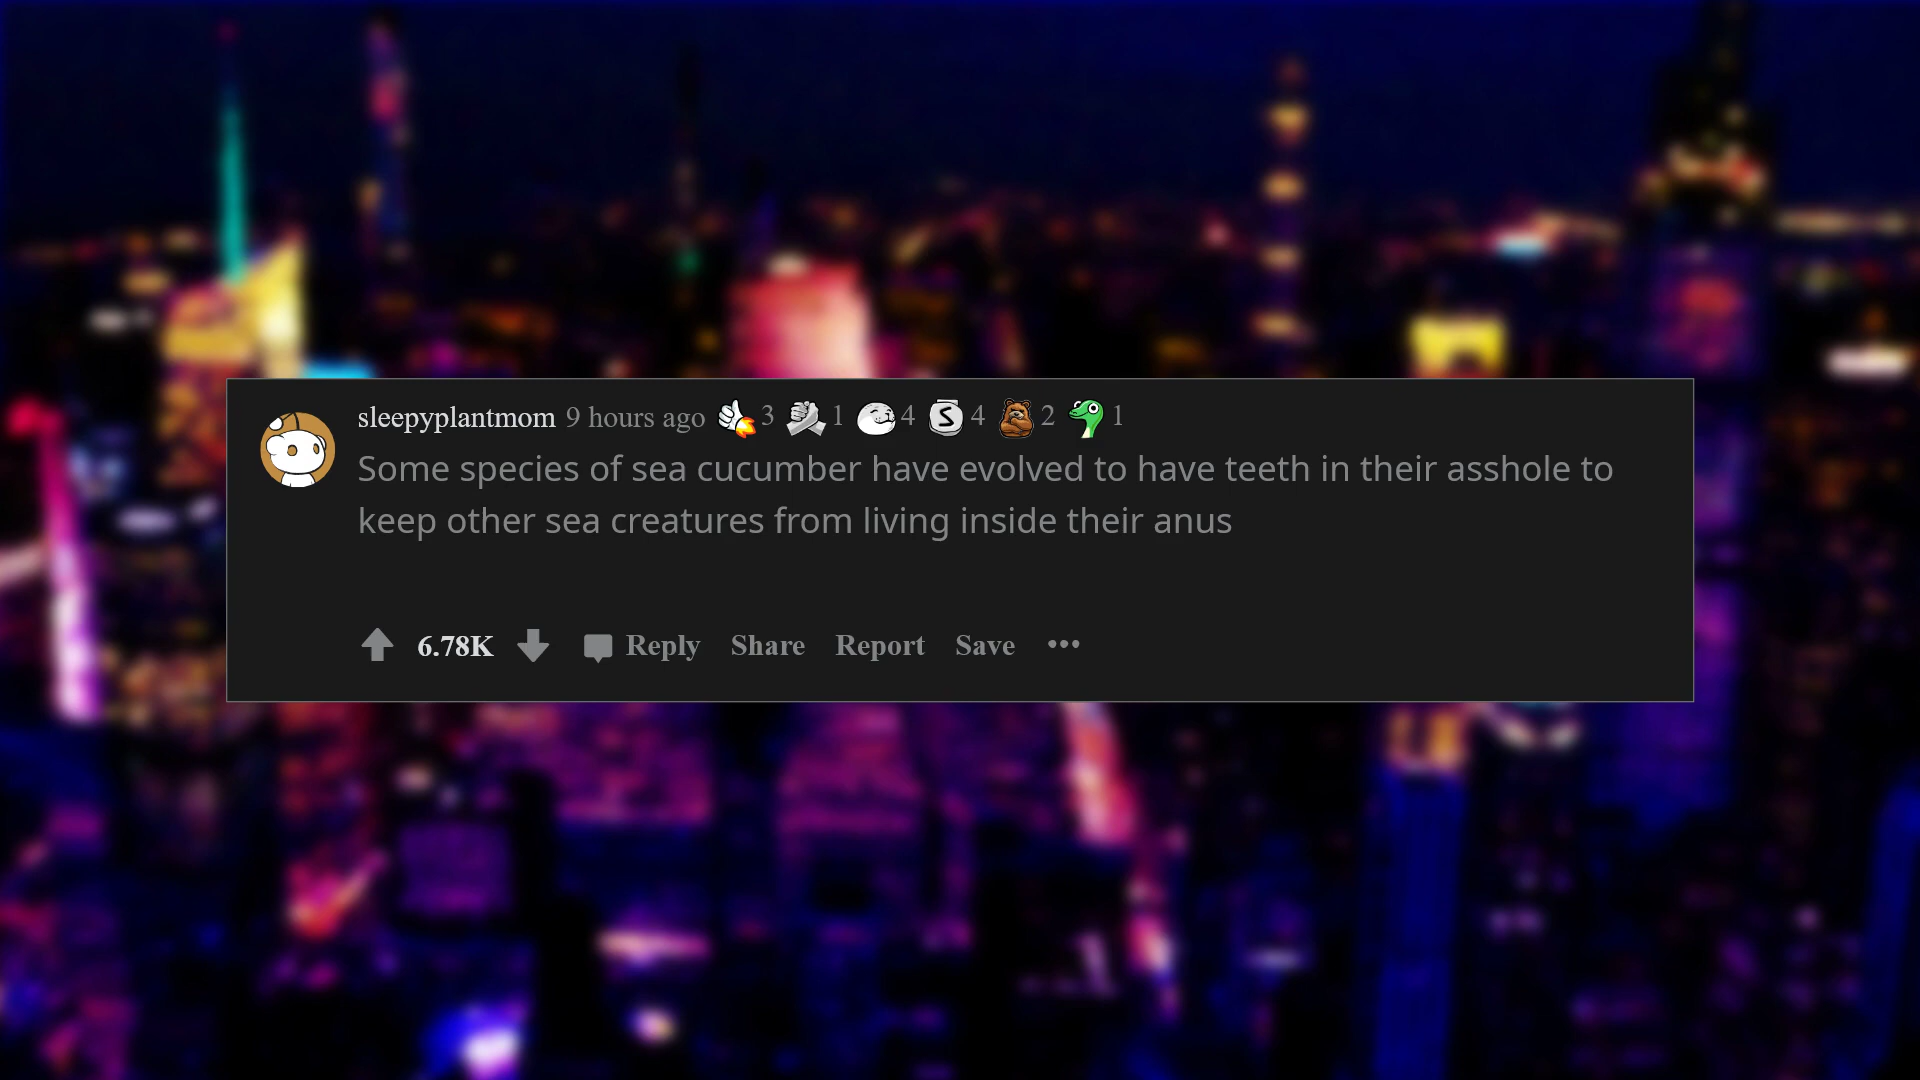 sleepyplantmom 9 hours ago 3 1 4 S 4 2 1
Some species of sea cucumber have evolved to have teeth in their asshole to
keep other sea creatures from living inside their anus
6.78K Reply Share Report Save •••